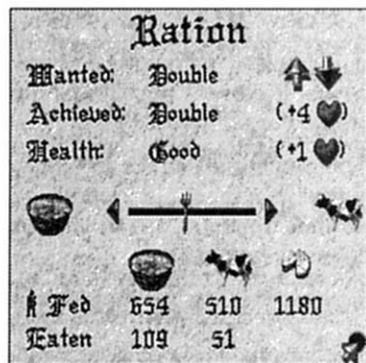 Ration
Wanted: Double
Achieved: Double (+4)
Health: Good (+1)
Fed 654 510 1180
Eaten 109 51